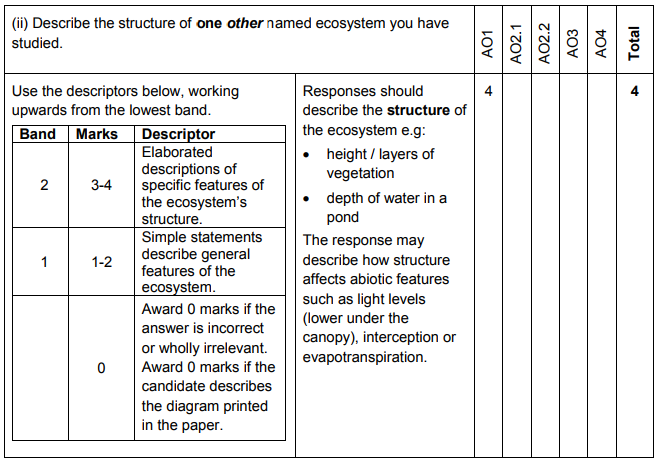 (ii) Describe the structure of one other named ecosystem you have
studied.
AO1
AO2.1
AO2.2
AO3
AO4
Total
Use the descriptors below, working
upwards from the lowest band.
Band Marks Descriptor
2 3-4 Elaborated
descriptions of
specific features of
the ecosystem's
structure.
1 1-2 Simple statements
describe general
features of the
ecosystem.
0 Award 0 marks if the
answer is incorrect
or wholly irrelevant.
Award 0 marks if the
candidate describes
the diagram printed
in the paper.
Responses should
describe the structure of
the ecosystem e.g:
• height / layers of
vegetation
• depth of water in a
pond
The response may
describe how structure
affects abiotic features
such as light levels
(lower under the
canopy), interception or
evapotranspiration.
4
4